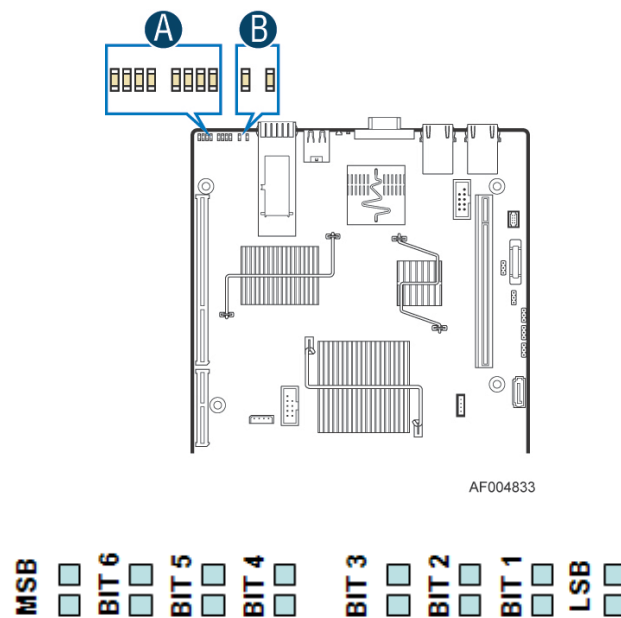 A
B
AF004833
MSB
BIT 6
BIT 5
BIT 4
BIT 3
BIT 2
BIT 1
LSB